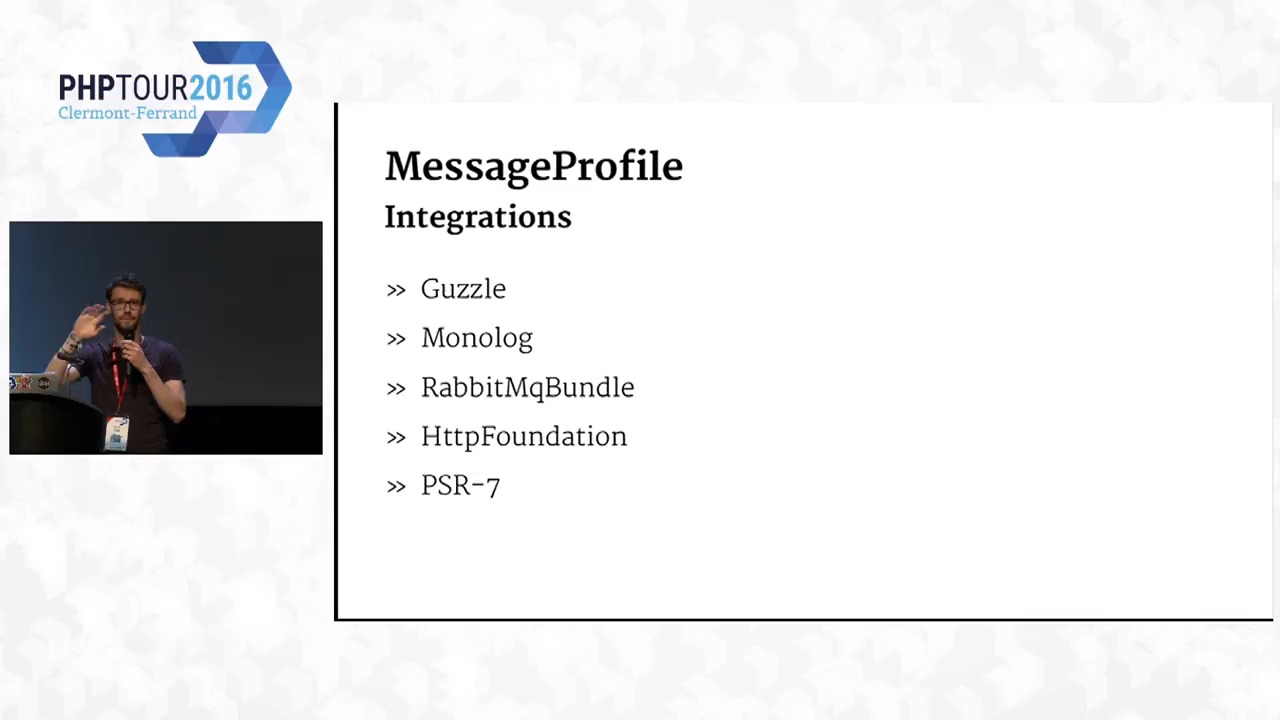 PHPTOUR2016
Clermont-Ferrand
MessageProfile
Integrations
» Guzzle
» Monolog
» RabbitMqBundle
» HttpFoundation
» PSR-7